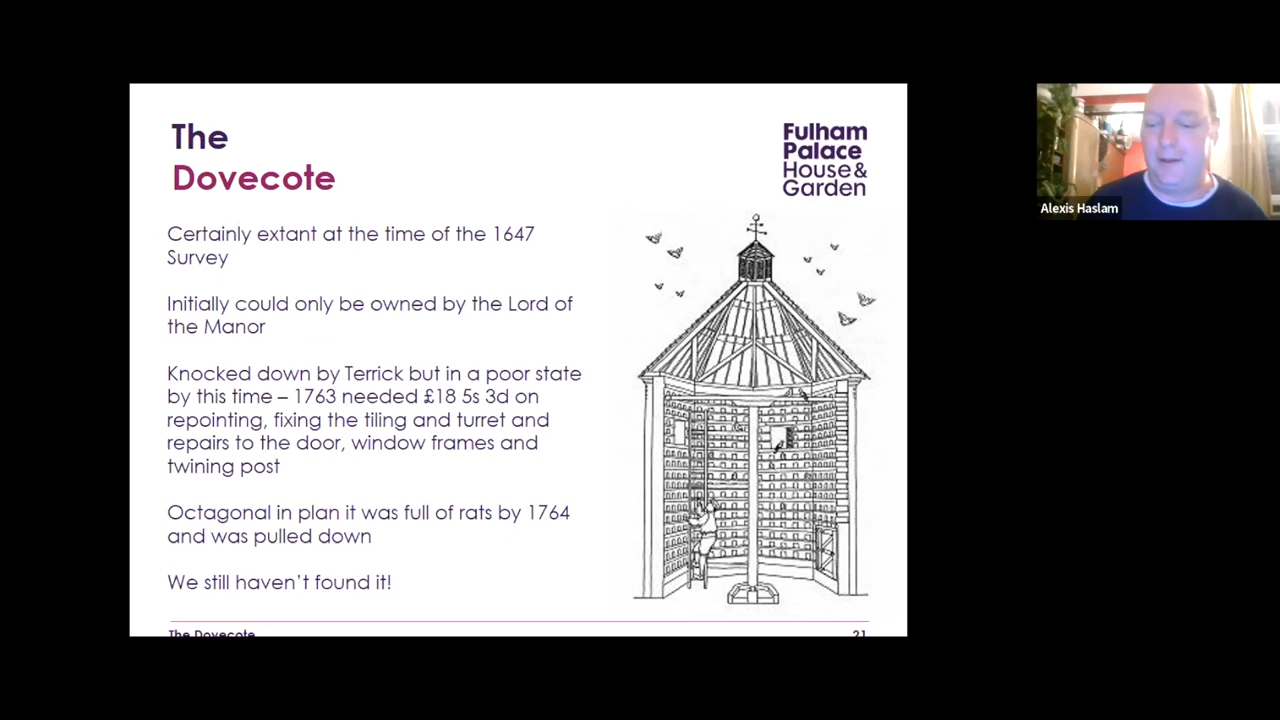 The
Dovecote
Fulham
Palace
House &
Garden
Certainly extant at the time of the 1647
Survey
Initially could only be owned by the Lord of
the Manor
Knocked down by Terrick but in a poor state
by this time – 1763 needed £18 5s 3d on
repointing, fixing the tiling and turret and
repairs to the door, window frames and
twining post
Octagonal in plan it was full of rats by 1764
and was pulled down
We still haven't found it!
The Dovecote
21
Alexis Haslam